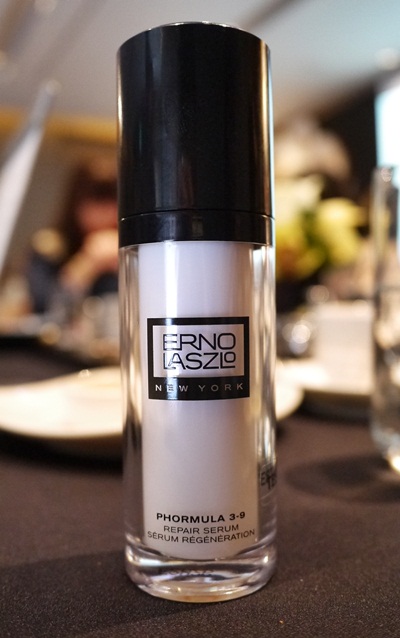 ERNO
LASZLO
NEW YORK
PHORMULA 3-9
REPAIR SERUM
SÉRUM RÉGÉNÉRATION